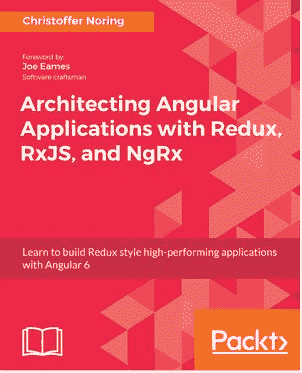 Christoffer Noring
Foreword by:
Joe Eames
Software craftsman
Architecting Angular
Applications with Redux,
RxJS, and NgRx
Learn to build Redux style high-performing applications
with Angular 6
Packt>